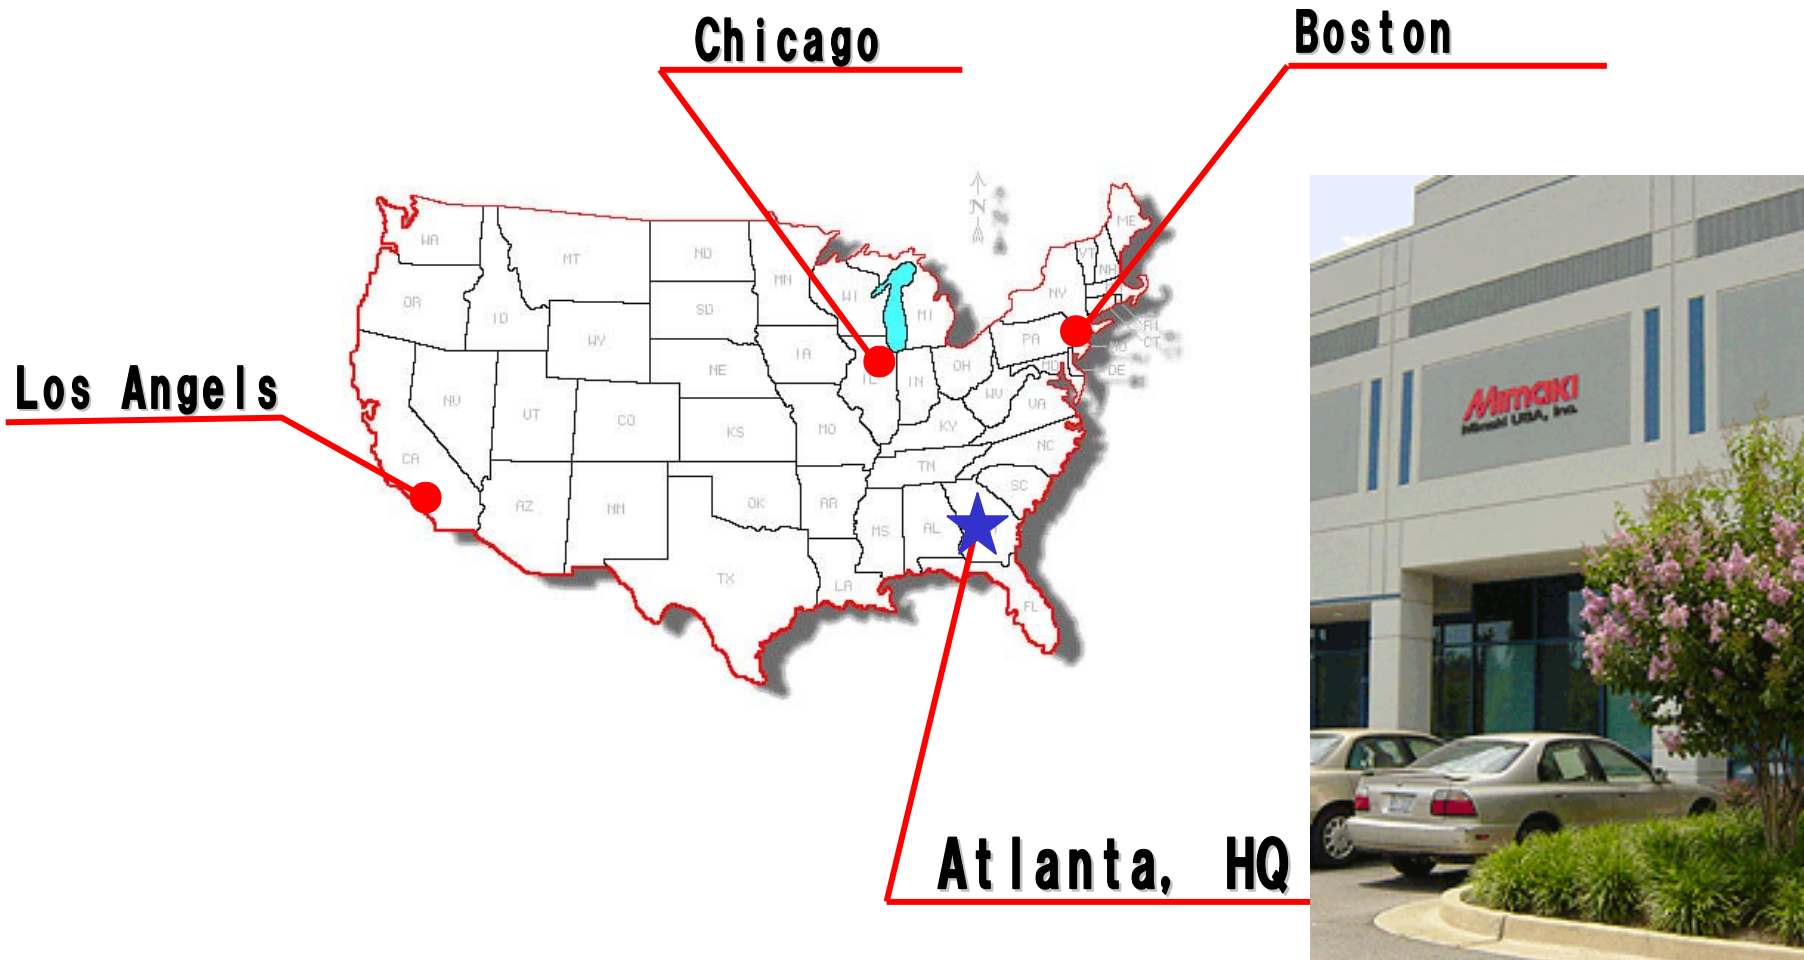 Chicago
Boston
N
ME
WA
VT
MT
ND
NH
MN
OR
WI
NY
ID
SD
MI
RI
WY
PA
CT
IA
OH
MD
NE
DE
IL
IN
Los Angels
NV
UT
WV
VA
CO
KS
MO
KY
Mimaki
Mimaki USA, Inc.
CA
NC
TN
SC
AZ
NM
OK
AR
MS
AL
TX
LA
FL
Atlanta, HQ